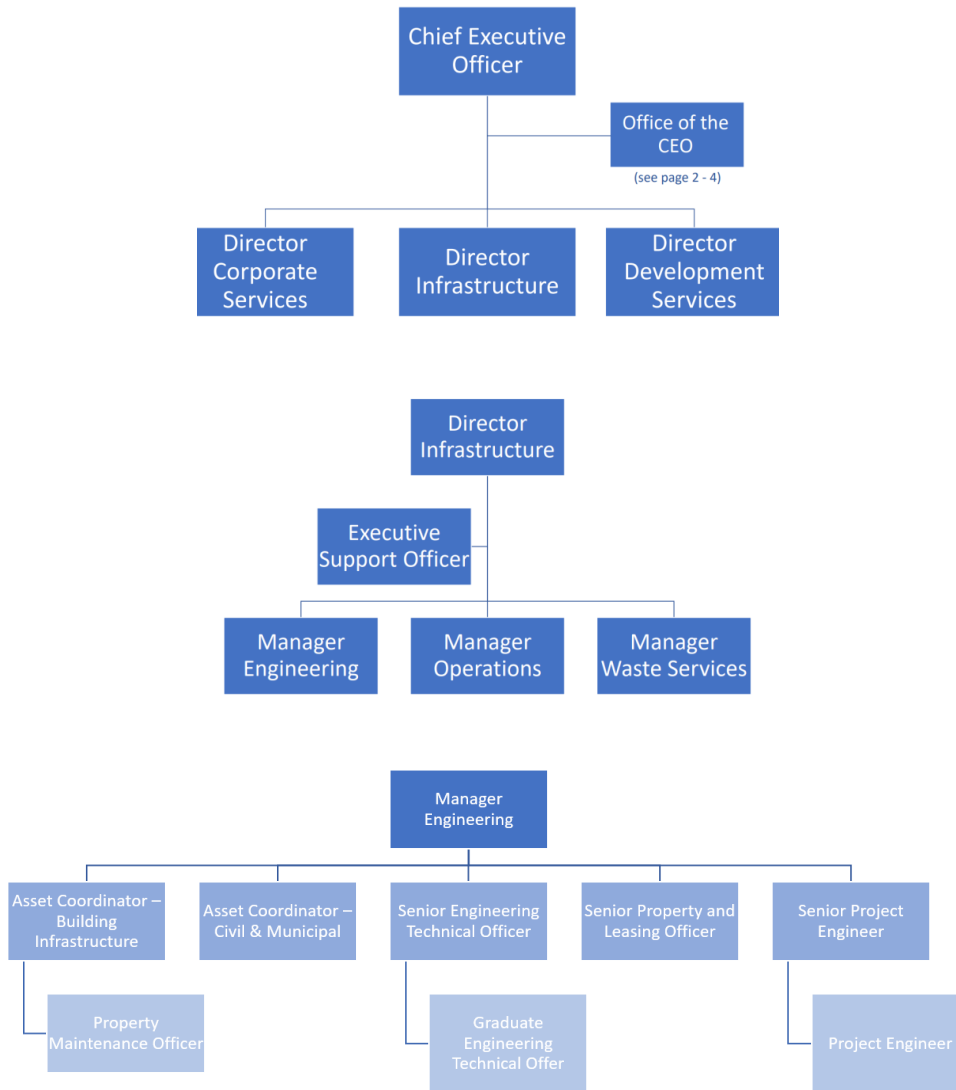 Chief Executive
Officer
Office of the
CEO
(see page 2 - 4)
Director
Corporate
Services
Director
Infrastructure
Director
Development
Services
Director
Infrastructure
Executive
Support Officer
Manager
Engineering
Manager
Operations
Manager
Waste Services
Manager
Engineering
Asset Coordinator –
Building
Infrastructure
Asset Coordinator –
Civil & Municipal
Senior Engineering
Technical Officer
Senior Property and
Leasing Officer
Senior Project
Engineer
Property
Maintenance Officer
Graduate
Engineering
Technical Offer
Project Engineer